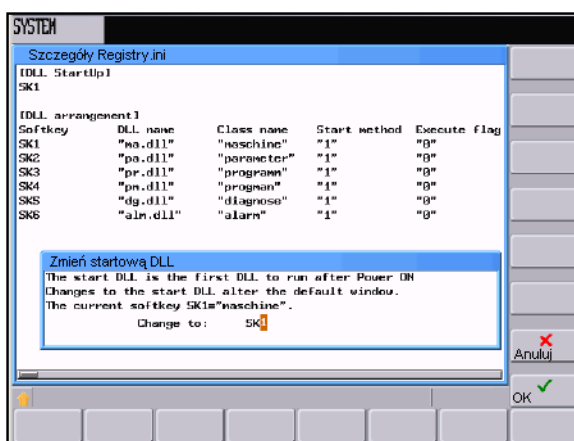 SYSTEM
Szczegóły Registry.ini
[DLL StartUp]
SK1
[DLL arrangement]
Softkey DLL name Class name Start method Execute flag
SK1 "ma.dll" "maschine" "1" "0"
SK2 "pa.dll" "parameter" "1" "0"
SK3 "pr.dll" "programm" "1" "0"
SK4 "pm.dll" "progman" "1" "0"
SK5 "dg.dll" "diagnose" "1" "0"
SK6 "alm.dll" "alarm" "1" "0"
Zmień startową DLL
The start DLL is the first DLL to run after Power ON
Changes to the start DLL alter the default window.
The current softkey SK1="maschine".
Change to: SK1
Anuluj
OK